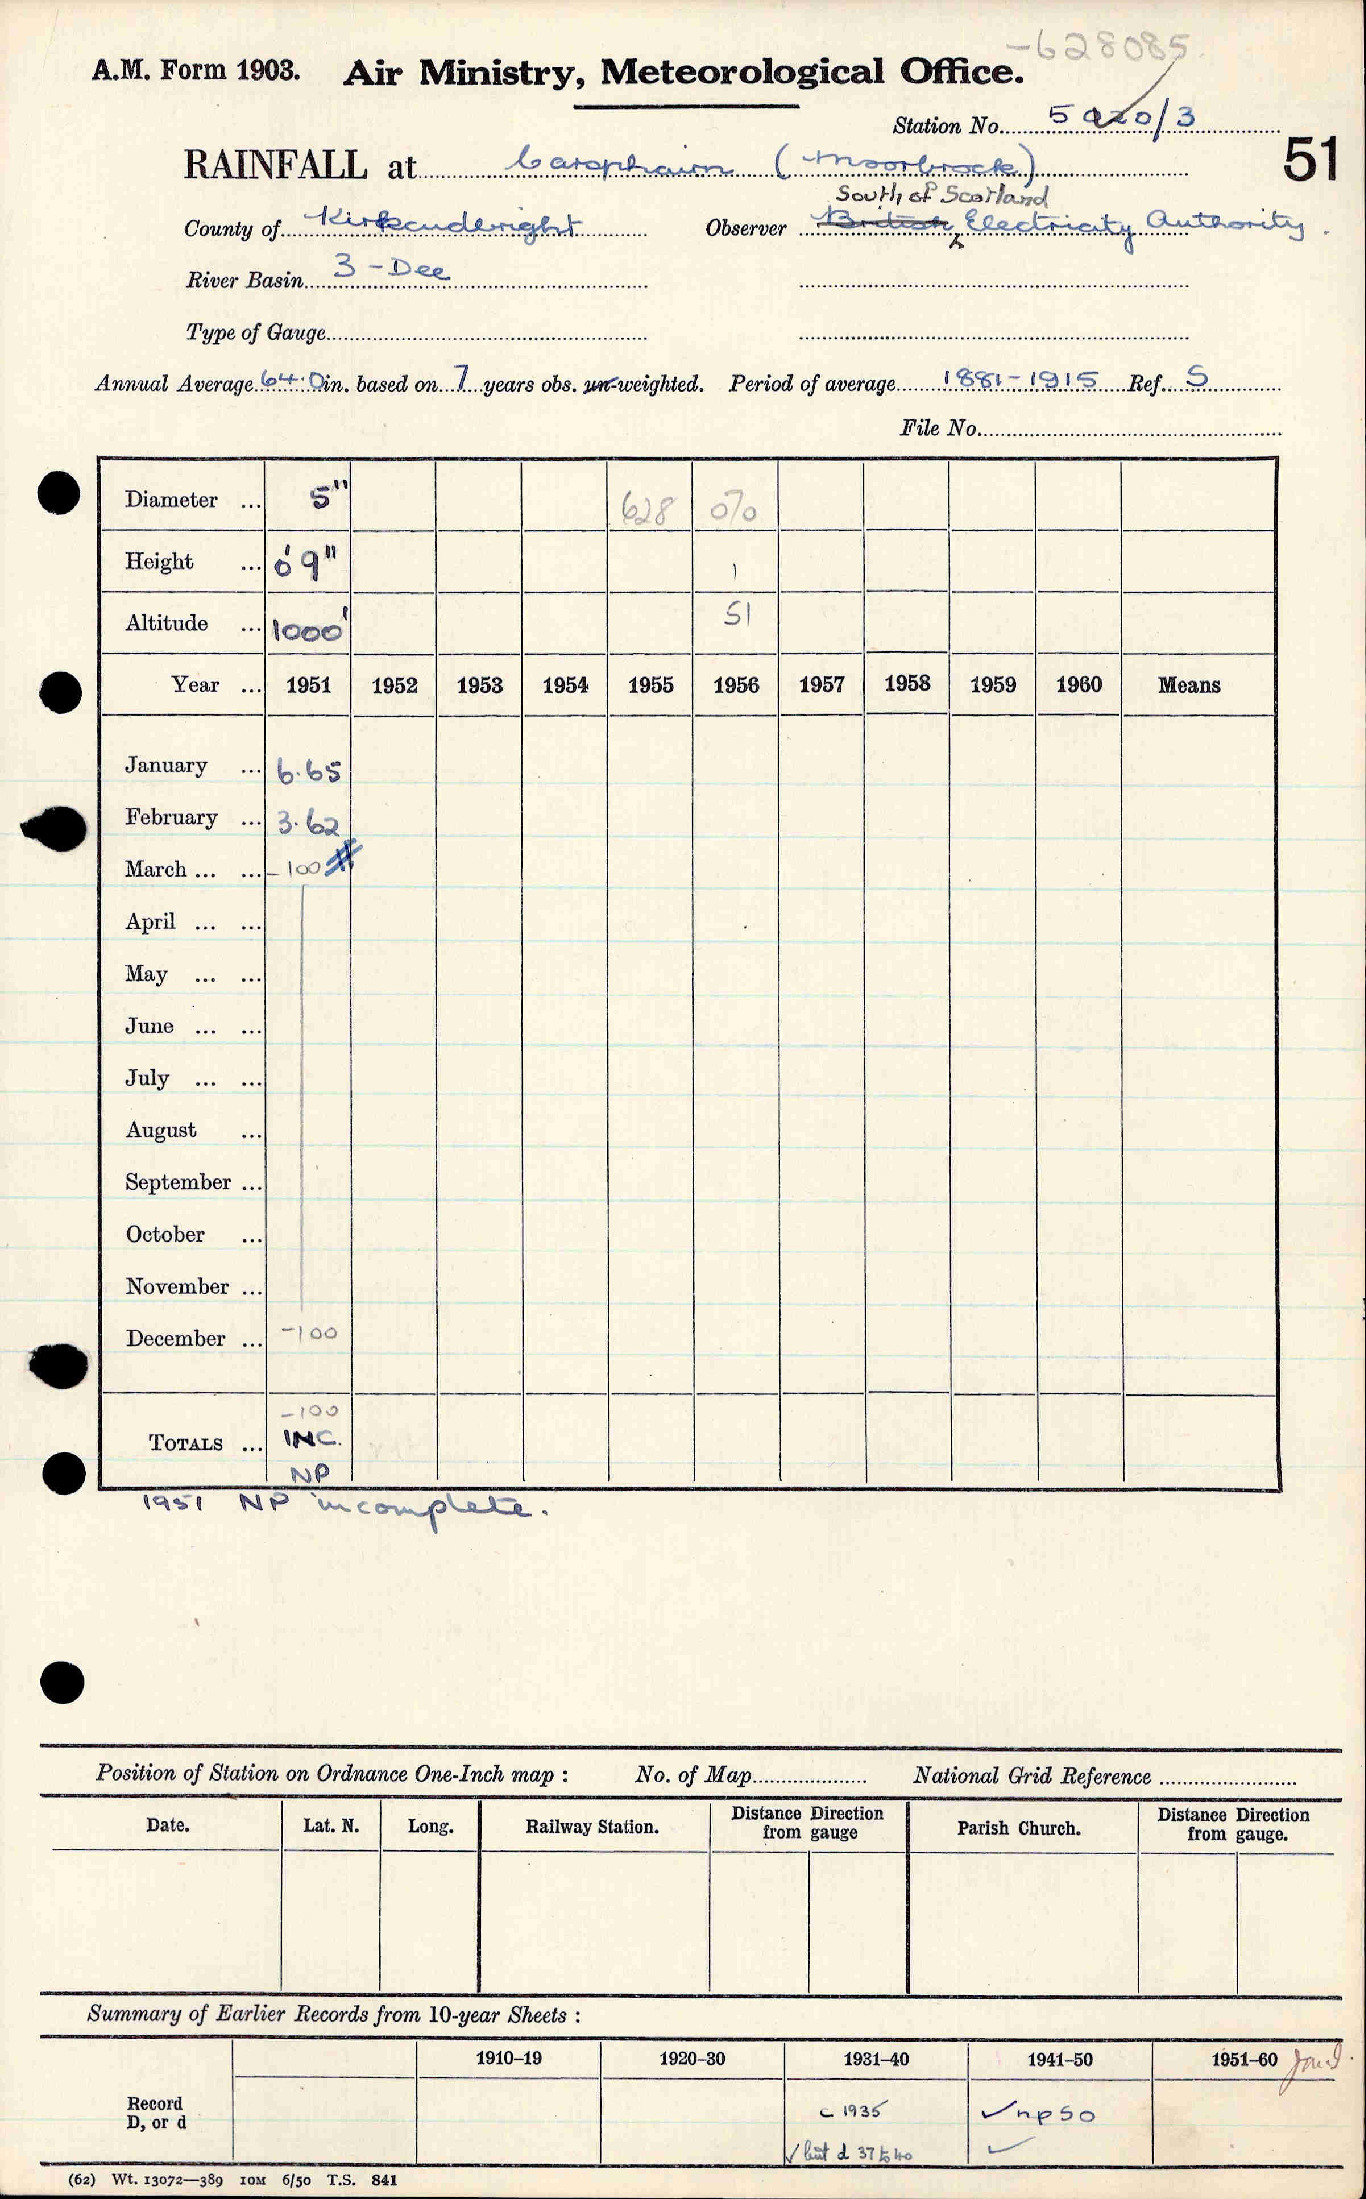 -628085
A.M. Form 1903. Air Ministry, Meteorological Office.
Station No. 5020/3
51
RAINFALL at Carsphairn (Moorbrock)
South of Scotland
County of Kirkcudbright Observer British Electricity Authority.
River Basin 3 - Dee
Type of Gauge
Annual Average 64.0 in. based on 7 years obs. un-weighted. Period of average 1881-1915 Ref. S
File No.
Diameter ... 5" 628 070
Height ... 0' 9" 1
Altitude ... 1000' 51
Year ... 1951 1952 1953 1954 1955 1956 1957 1958 1959 1960 Means
January ... 6.65
February ... 3.62
March ... ... -100 #
April ... ...
May ... ...
June ... ...
July ... ...
August ...
September ...
October ...
November ...
December ... -100
-100
TOTALS ... INC.
NP
1951 NP incomplete.
Position of Station on Ordnance One-Inch map : No. of Map National Grid Reference
Date. Lat. N. Long. Railway Station. Distance Direction from gauge Parish Church. Distance Direction from gauge.
Summary of Earlier Records from 10-year Sheets :
1910–19 1920–30 1931–40 1941–50 1951–60
Record
D, or d
c 1935 ✓ np 50
✓ but d 37 to 40 ✓
(62) Wt. 13072—389 10M 6/50 T.S. 841